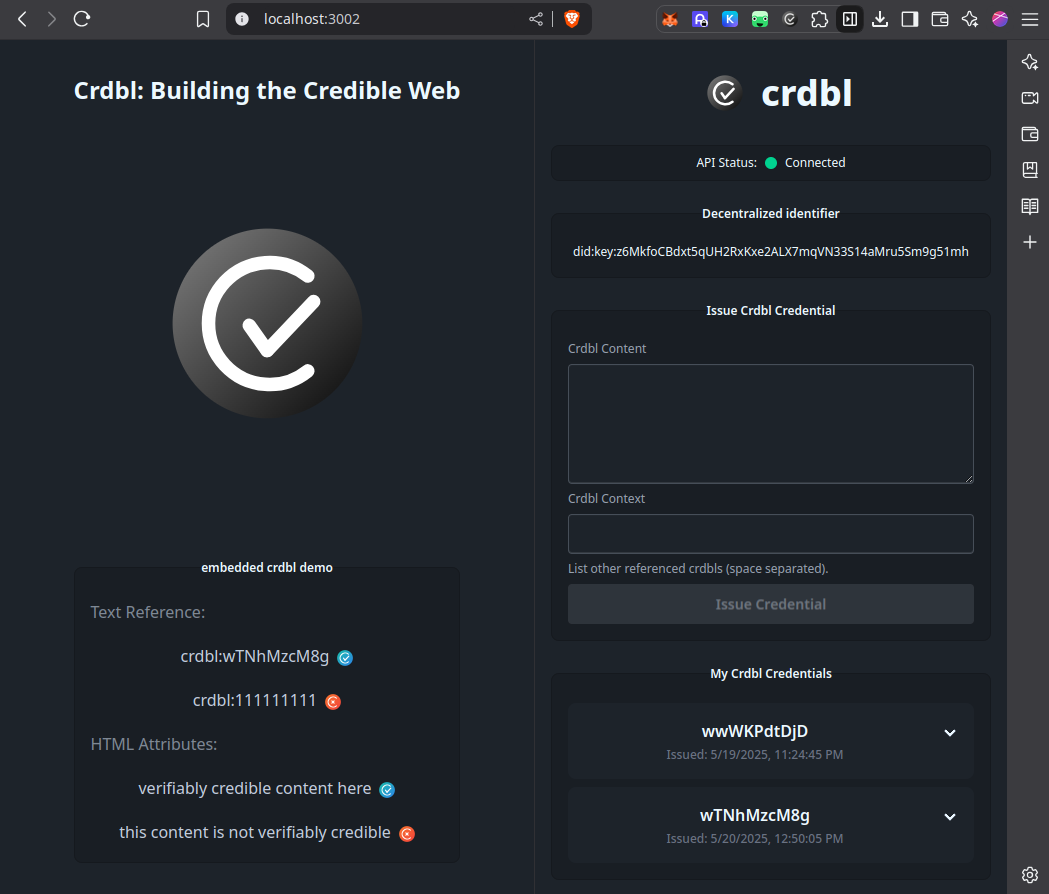 localhost:3002
Crdbl: Building the Credible Web
embedded crdbl demo
Text Reference:
crdbl:wTNhMzcM8g
crdbl:111111111
HTML Attributes:
verifiably credible content here
this content is not verifiably credible
crdbl
API Status: Connected
Decentralized identifier
did:key:z6MkfoCBdxt5qUH2RxKxe2ALX7mqVN33S14aMru5Sm9g51mh
Issue Crdbl Credential
Crdbl Content
Crdbl Context
List other referenced crdbls (space separated).
Issue Credential
My Crdbl Credentials
wwWKPdtDjD
Issued: 5/19/2025, 11:24:45 PM
wTNhMzcM8g
Issued: 5/20/2025, 12:50:05 PM